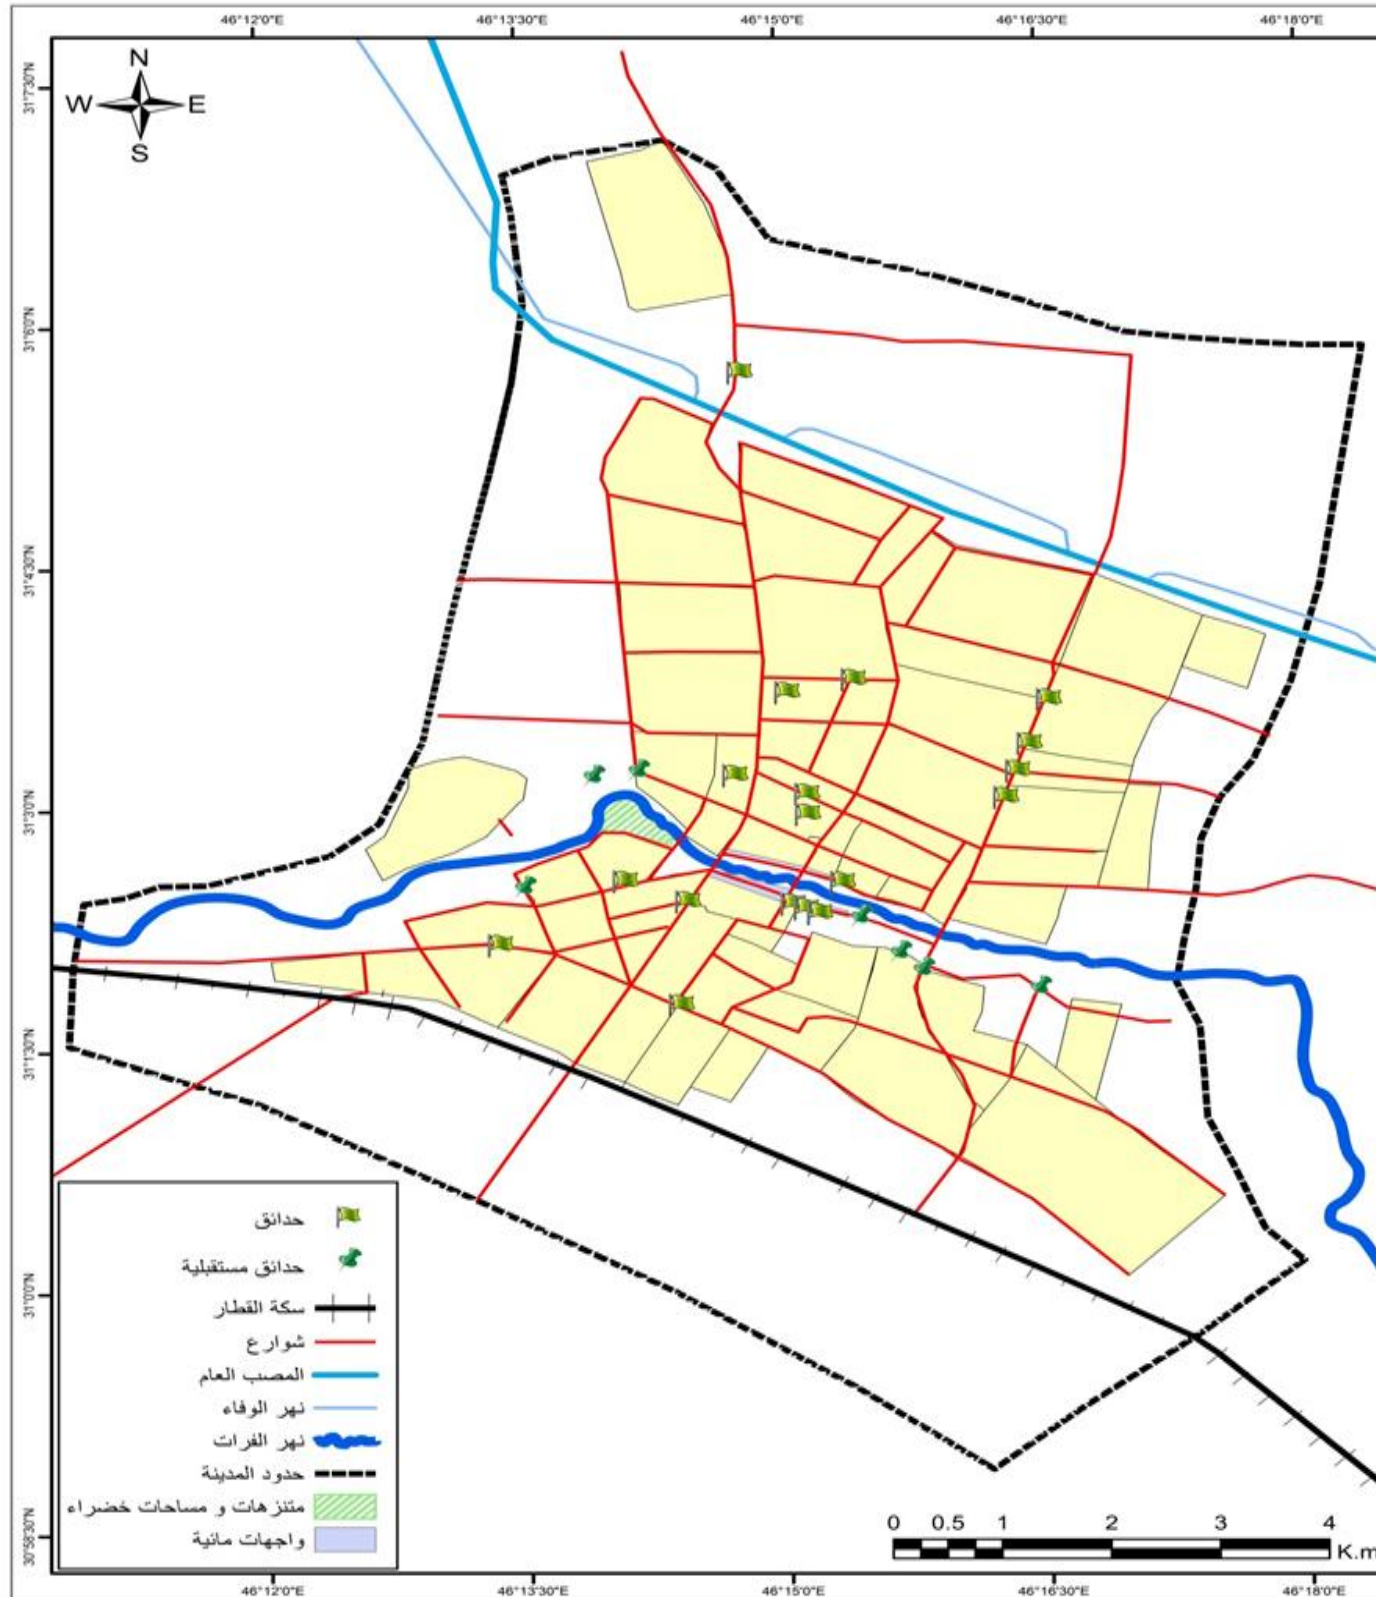 46°12'0"E 46°13'30"E 46°15'0"E 46°16'30"E 46°18'0"E
N
W E
S
31°7'30"N
31°6'0"N
31°4'30"N
31°3'0"N
31°1'30"N
31°0'0"N
30°58'30"N
حدائق
حدائق مستقبلية
سكة القطار
شوارع
المصب العام
نهر الوفاء
نهر الفرات
حدود المدينة
متنزهات و مساحات خضراء
واجهات مائية
0 0.5 1 2 3 4
K.m
46°12'0"E 46°13'30"E 46°15'0"E 46°16'30"E 46°18'0"E